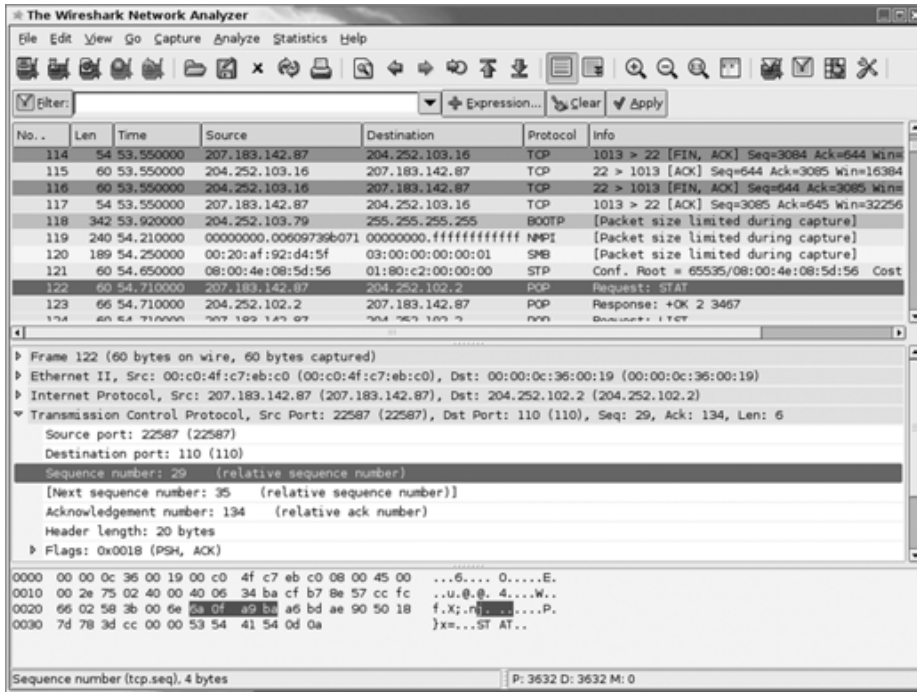 The Wireshark Network Analyzer
File Edit View Go Capture Analyze Statistics Help
Filter: Expression... Clear Apply
No. . Len Time Source Destination Protocol Info
114 54 53.550000 207.183.142.87 204.252.103.16 TCP 1013 > 22 [FIN, ACK] Seq=3084 Ack=644 Win=
115 60 53.550000 204.252.103.16 207.183.142.87 TCP 22 > 1013 [ACK] Seq=644 Ack=3085 Win=16384
116 60 53.550000 204.252.103.16 207.183.142.87 TCP 22 > 1013 [FIN, ACK] Seq=644 Ack=3085 Win=
117 54 53.550000 207.183.142.87 204.252.103.16 TCP 1013 > 22 [ACK] Seq=3085 Ack=645 Win=32256
118 342 53.920000 204.252.103.79 255.255.255.255 BOOTP [Packet size limited during capture]
119 240 54.210000 00000000.00609739b071 00000000.ffffffffffff NMPI [Packet size limited during capture]
120 189 54.250000 00:20:af:92:d4:5f 03:00:00:00:00:01 SMB [Packet size limited during capture]
121 60 54.650000 08:00:4e:08:5d:56 01:80:c2:00:00:00 STP Conf. Root = 65535/08:00:4e:08:5d:56 Cost
122 60 54.710000 207.183.142.87 204.252.102.2 POP Request: STAT
123 66 54.710000 204.252.102.2 207.183.142.87 POP Response: +OK 2 3467
124 60 54.710000 207.183.142.87 204.252.102.2 POP Request: LIST
Frame 122 (60 bytes on wire, 60 bytes captured)
Ethernet II, Src: 00:c0:4f:c7:eb:c0 (00:c0:4f:c7:eb:c0), Dst: 00:00:0c:36:00:19 (00:00:0c:36:00:19)
Internet Protocol, Src: 207.183.142.87 (207.183.142.87), Dst: 204.252.102.2 (204.252.102.2)
Transmission Control Protocol, Src Port: 22587 (22587), Dst Port: 110 (110), Seq: 29, Ack: 134, Len: 6
Source port: 22587 (22587)
Destination port: 110 (110)
Sequence number: 29 (relative sequence number)
[Next sequence number: 35 (relative sequence number)]
Acknowledgement number: 134 (relative ack number)
Header length: 20 bytes
Flags: 0x0018 (PSH, ACK)
0000 00 00 0c 36 00 19 00 c0 4f c7 eb c0 08 00 45 00 ...6.... O.....E.
0010 00 2e 75 02 40 00 40 06 34 ba cf b7 8e 57 cc fc ..u.@.@. 4....W..
0020 66 02 58 3b 00 6e 6a 0f a9 ba a6 bd ae 90 50 18 f.X;.nj. ......P.
0030 7d 78 3d cc 00 00 53 54 41 54 0d 0a }x=...ST AT..
Sequence number (tcp.seq), 4 bytes P: 3632 D: 3632 M: 0